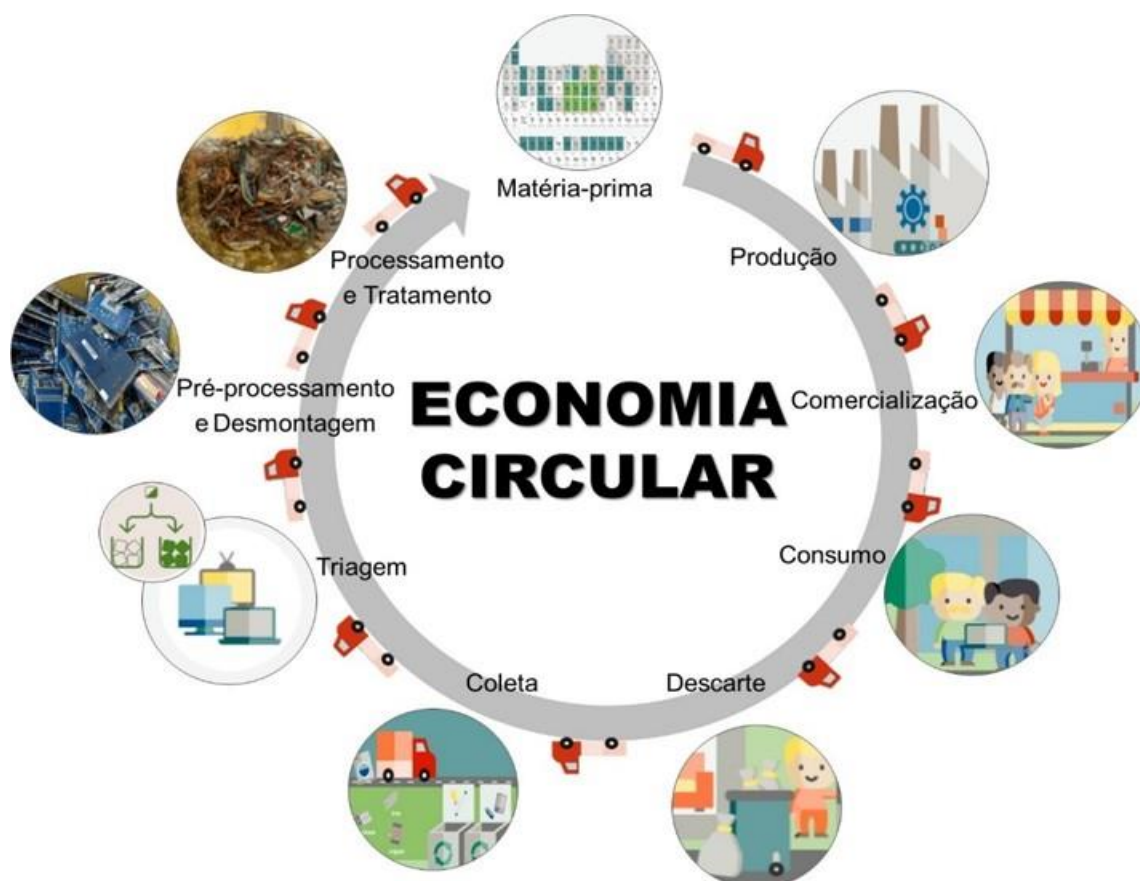 Matéria-prima
Produção
Comercialização
Consumo
Descarte
Coleta
Triagem
Pré-processamento
e Desmontagem
Processamento
e Tratamento
ECONOMIA
CIRCULAR